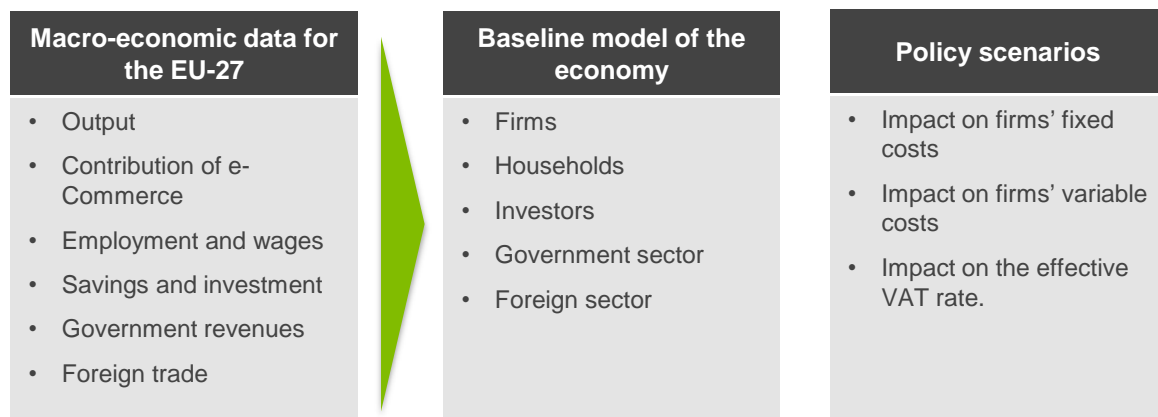 Macro-economic data for
the EU-27
• Output
• Contribution of e-
Commerce
• Employment and wages
• Savings and investment
• Government revenues
• Foreign trade
Baseline model of the
economy
• Firms
• Households
• Investors
• Government sector
• Foreign sector
Policy scenarios
• Impact on firms’ fixed
costs
• Impact on firms’ variable
costs
• Impact on the effective
VAT rate.